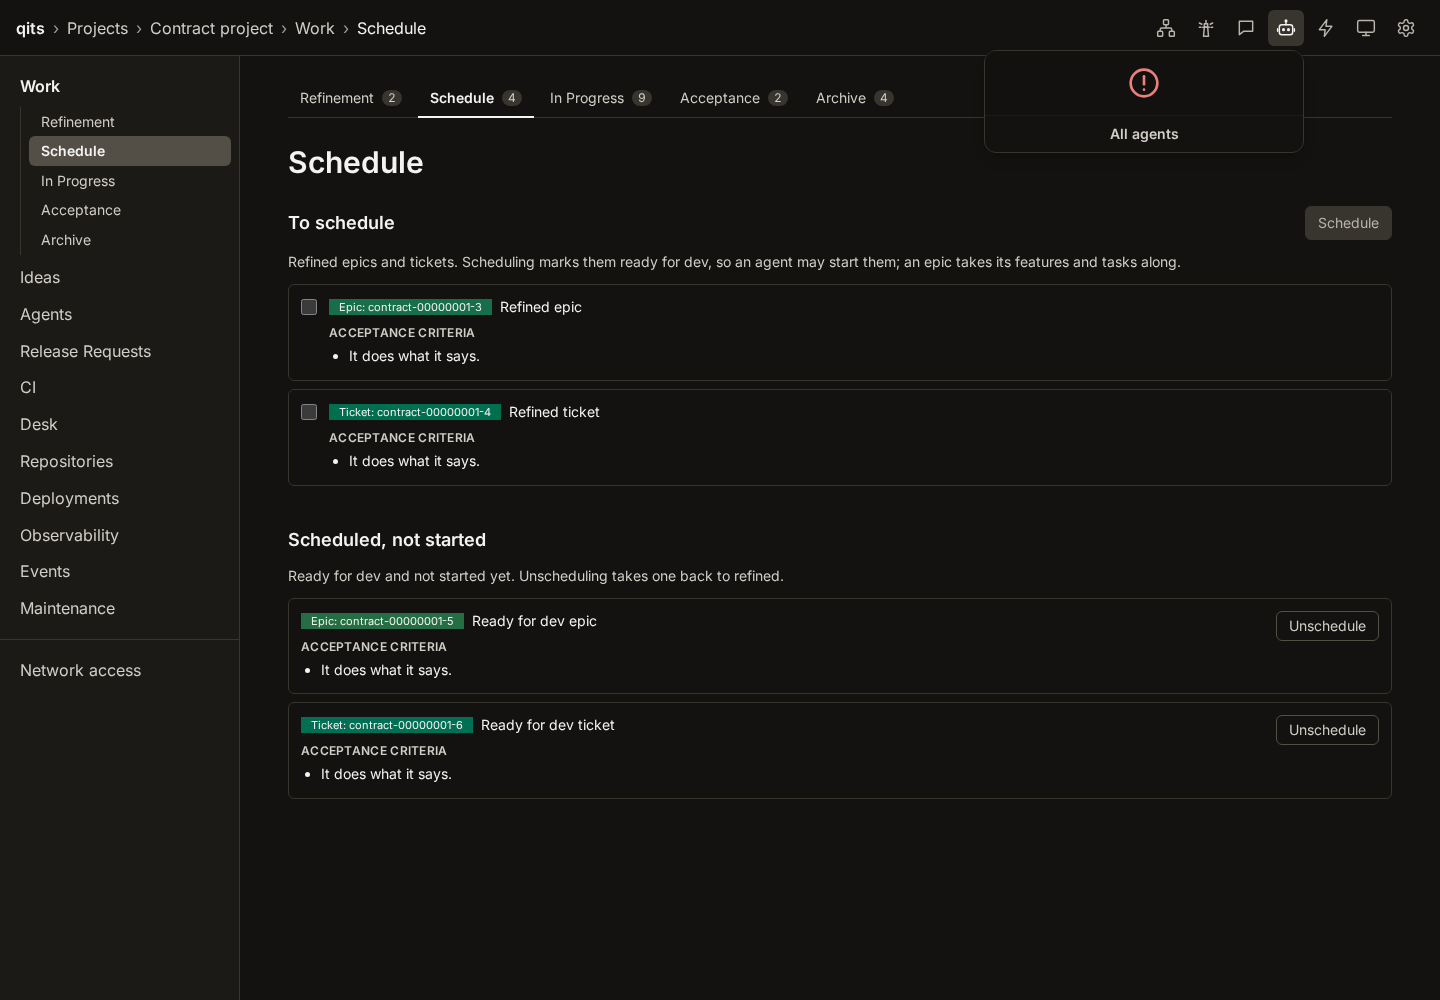 qits › Projects › Contract project › Work › Schedule
All agents
Work
Refinement
Schedule
In Progress
Acceptance
Archive
Ideas
Agents
Release Requests
CI
Desk
Repositories
Deployments
Observability
Events
Maintenance
Network access
Refinement 2 Schedule 4 In Progress 9 Acceptance 2 Archive 4
Schedule
To schedule Schedule
Refined epics and tickets. Scheduling marks them ready for dev, so an agent may start them; an epic takes its features and tasks along.
Epic: contract-00000001-3 Refined epic
ACCEPTANCE CRITERIA
• It does what it says.
Ticket: contract-00000001-4 Refined ticket
ACCEPTANCE CRITERIA
• It does what it says.
Scheduled, not started
Ready for dev and not started yet. Unscheduling takes one back to refined.
Epic: contract-00000001-5 Ready for dev epic Unschedule
ACCEPTANCE CRITERIA
• It does what it says.
Ticket: contract-00000001-6 Ready for dev ticket Unschedule
ACCEPTANCE CRITERIA
• It does what it says.